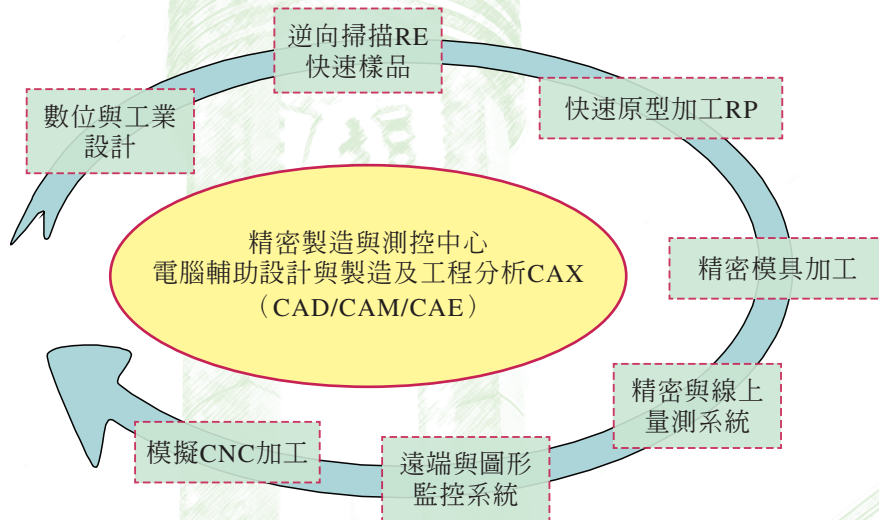 逆向掃描RE
快速樣品
數位與工業
設計
快速原型加工RP
精密製造與測控中心
電腦輔助設計與製造及工程分析CAX
（CAD/CAM/CAE）
精密模具加工
精密與線上
量測系統
遠端與圖形
監控系統
模擬CNC加工